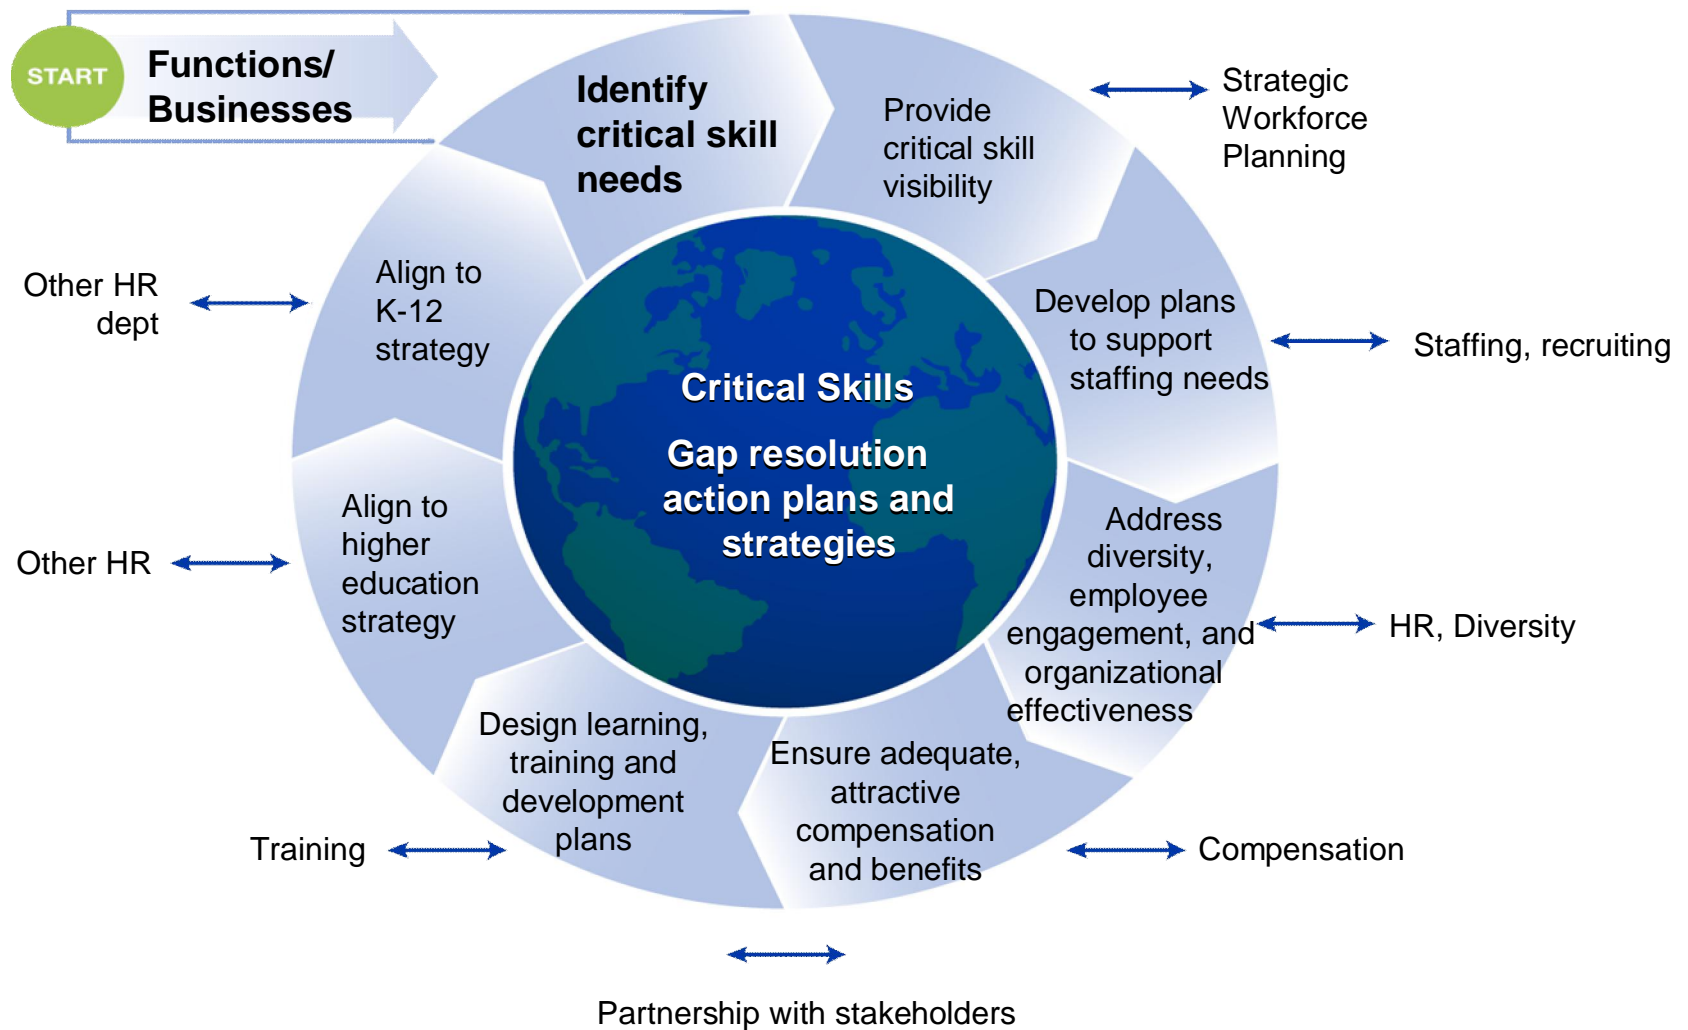 START
Functions/
Businesses
Identify
critical skill
needs
Provide
critical skill
visibility
Strategic
Workforce
Planning
Develop plans
to support
staffing needs
Staffing, recruiting
Address
diversity,
employee
engagement, and
organizational
effectiveness
HR, Diversity
Ensure adequate,
attractive
compensation
and benefits
Compensation
Design learning,
training and
development
plans
Training
Align to
higher
education
strategy
Other HR
Align to
K-12
strategy
Other HR
dept
Critical Skills
Gap resolution
action plans and
strategies
Partnership with stakeholders